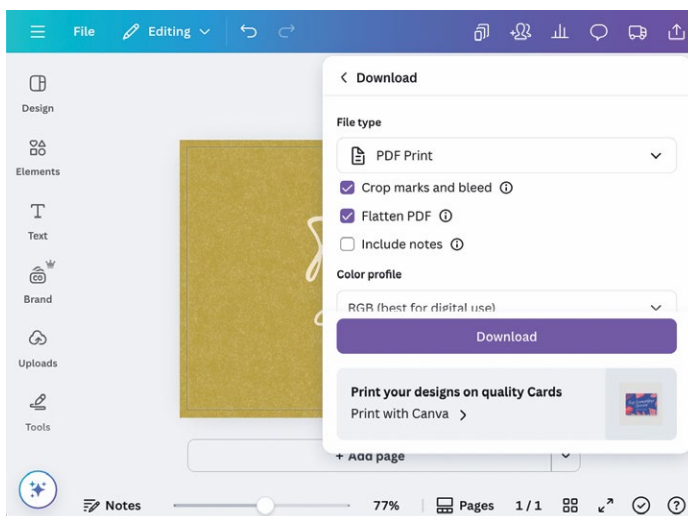 File
Editing
Design
Elements
Text
Brand
Uploads
Tools
Download
File type
PDF Print
Crop marks and bleed
Flatten PDF
Include notes
Color profile
RGB (best for digital use)
Download
Print your designs on quality Cards
Print with Canva
+ Add page
Notes
77%
Pages
1/1